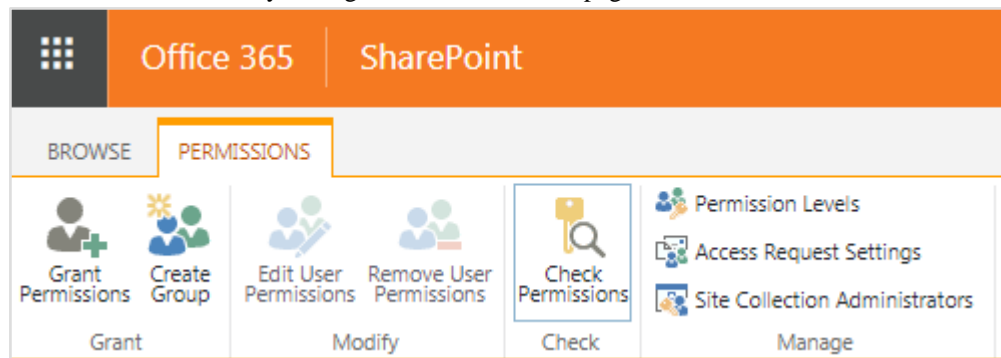 Office 365 SharePoint
BROWSE PERMISSIONS
Grant Permissions
Create Group
Edit User Permissions
Remove User Permissions
Check Permissions
Permission Levels
Access Request Settings
Site Collection Administrators
Grant Modify Check Manage